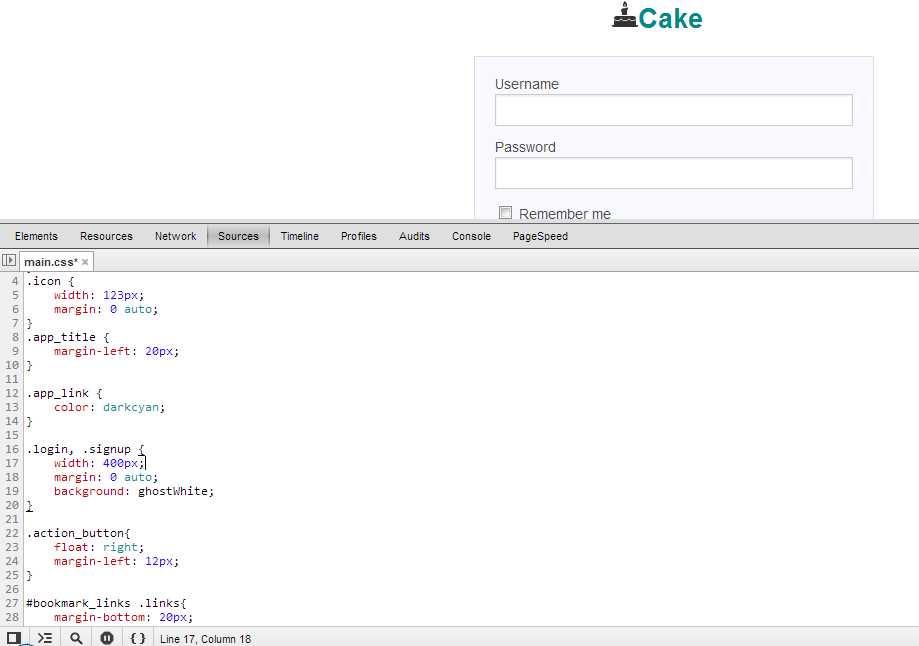 Cake
Username
Password
Remember me
Elements Resources Network Sources Timeline Profiles Audits Console PageSpeed
main.css* ×
4 .icon {
5 width: 123px;
6 margin: 0 auto;
7 }
8 .app_title {
9 margin-left: 20px;
10 }
11
12 .app_link {
13 color: darkcyan;
14 }
15
16 .login, .signup {
17 width: 400px;
18 margin: 0 auto;
19 background: ghostWhite;
20 }
21
22 .action_button{
23 float: right;
24 margin-left: 12px;
25 }
26
27 #bookmark_links .links{
28 margin-bottom: 20px;
{ } Line 17, Column 18